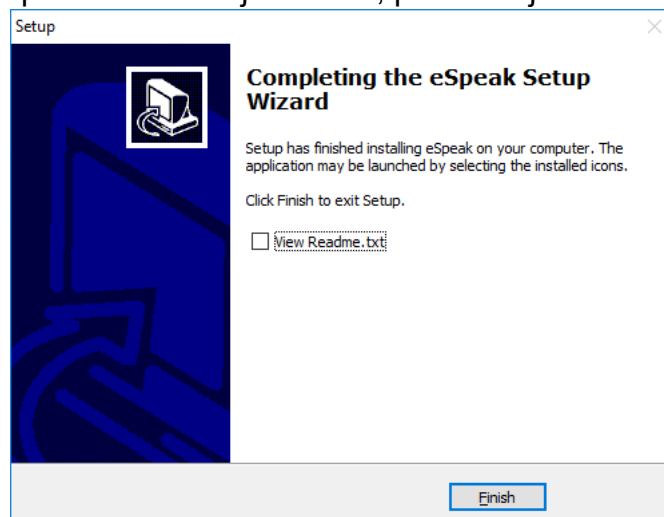 Setup
Completing the eSpeak Setup
Wizard
Setup has finished installing eSpeak on your computer. The
application may be launched by selecting the installed icons.
Click Finish to exit Setup.
View Readme.txt
Finish